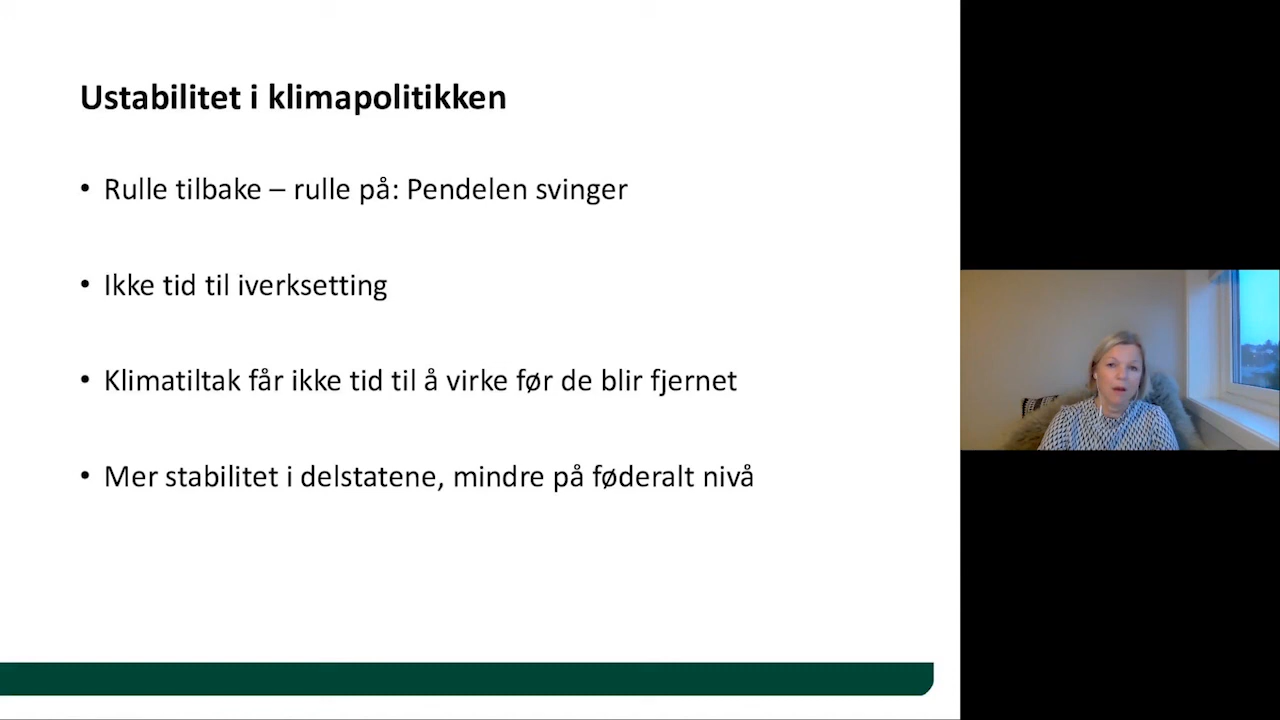 Ustabilitet i klimapolitikken
• Rulle tilbake – rulle på: Pendelen svinger
• Ikke tid til iverksetting
• Klimatiltak får ikke tid til å virke før de blir fjernet
• Mer stabilitet i delstatene, mindre på føderalt nivå